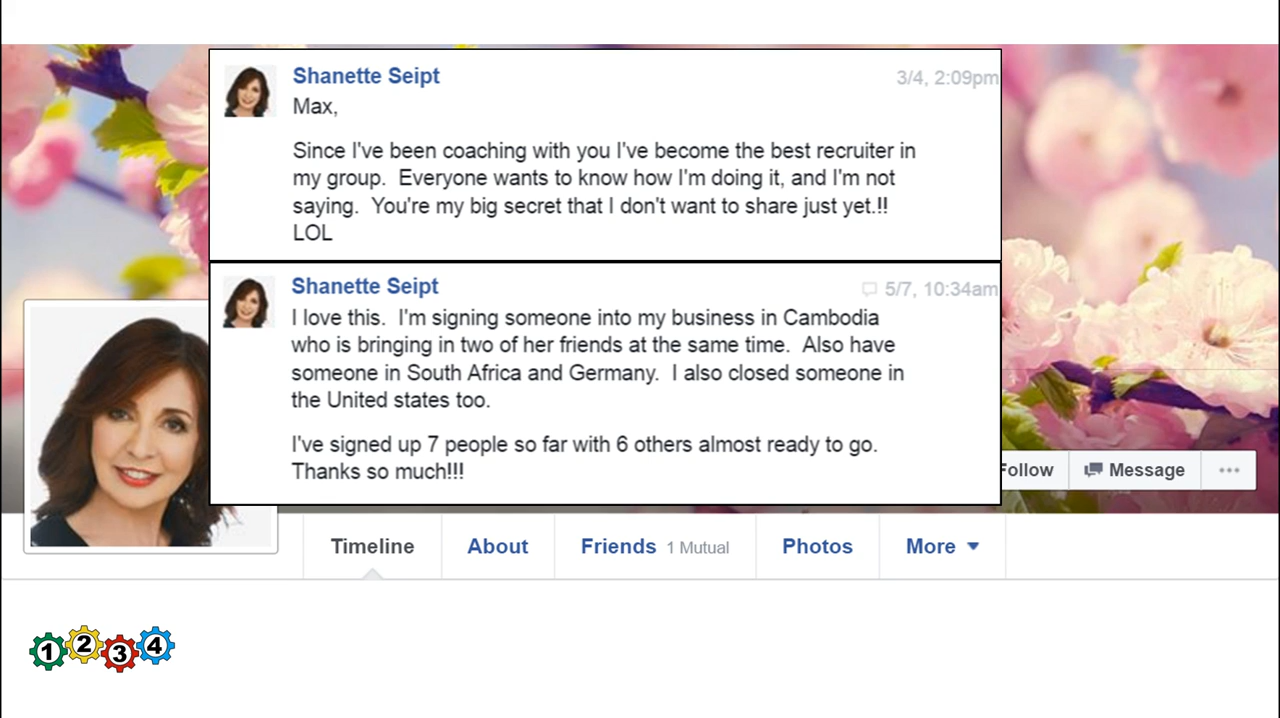 Shanette Seipt
3/4, 2:09pm
Max,
Since I've been coaching with you I've become the best recruiter in
my group.  Everyone wants to know how I'm doing it, and I'm not
saying.  You're my big secret that I don't want to share just yet.!!
LOL
Shanette Seipt
5/7, 10:34am
I love this.  I'm signing someone into my business in Cambodia
who is bringing in two of her friends at the same time.  Also have
someone in South Africa and Germany.  I also closed someone in
the United states too.
I've signed up 7 people so far with 6 others almost ready to go.
Thanks so much!!!
Follow
Message
Timeline
About
Friends 1 Mutual
Photos
More
1 2 3 4